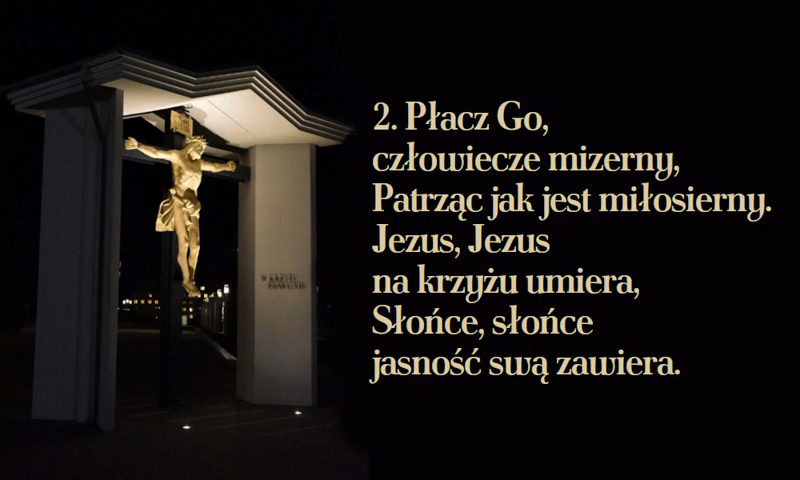 2. Płacz Go,
człowiecze mizerny,
Patrząc jak jest miłosierny.
Jezus, Jezus
na krzyżu umiera,
Słońce, słońce
jasność swą zawiera.
W KRZYŻU